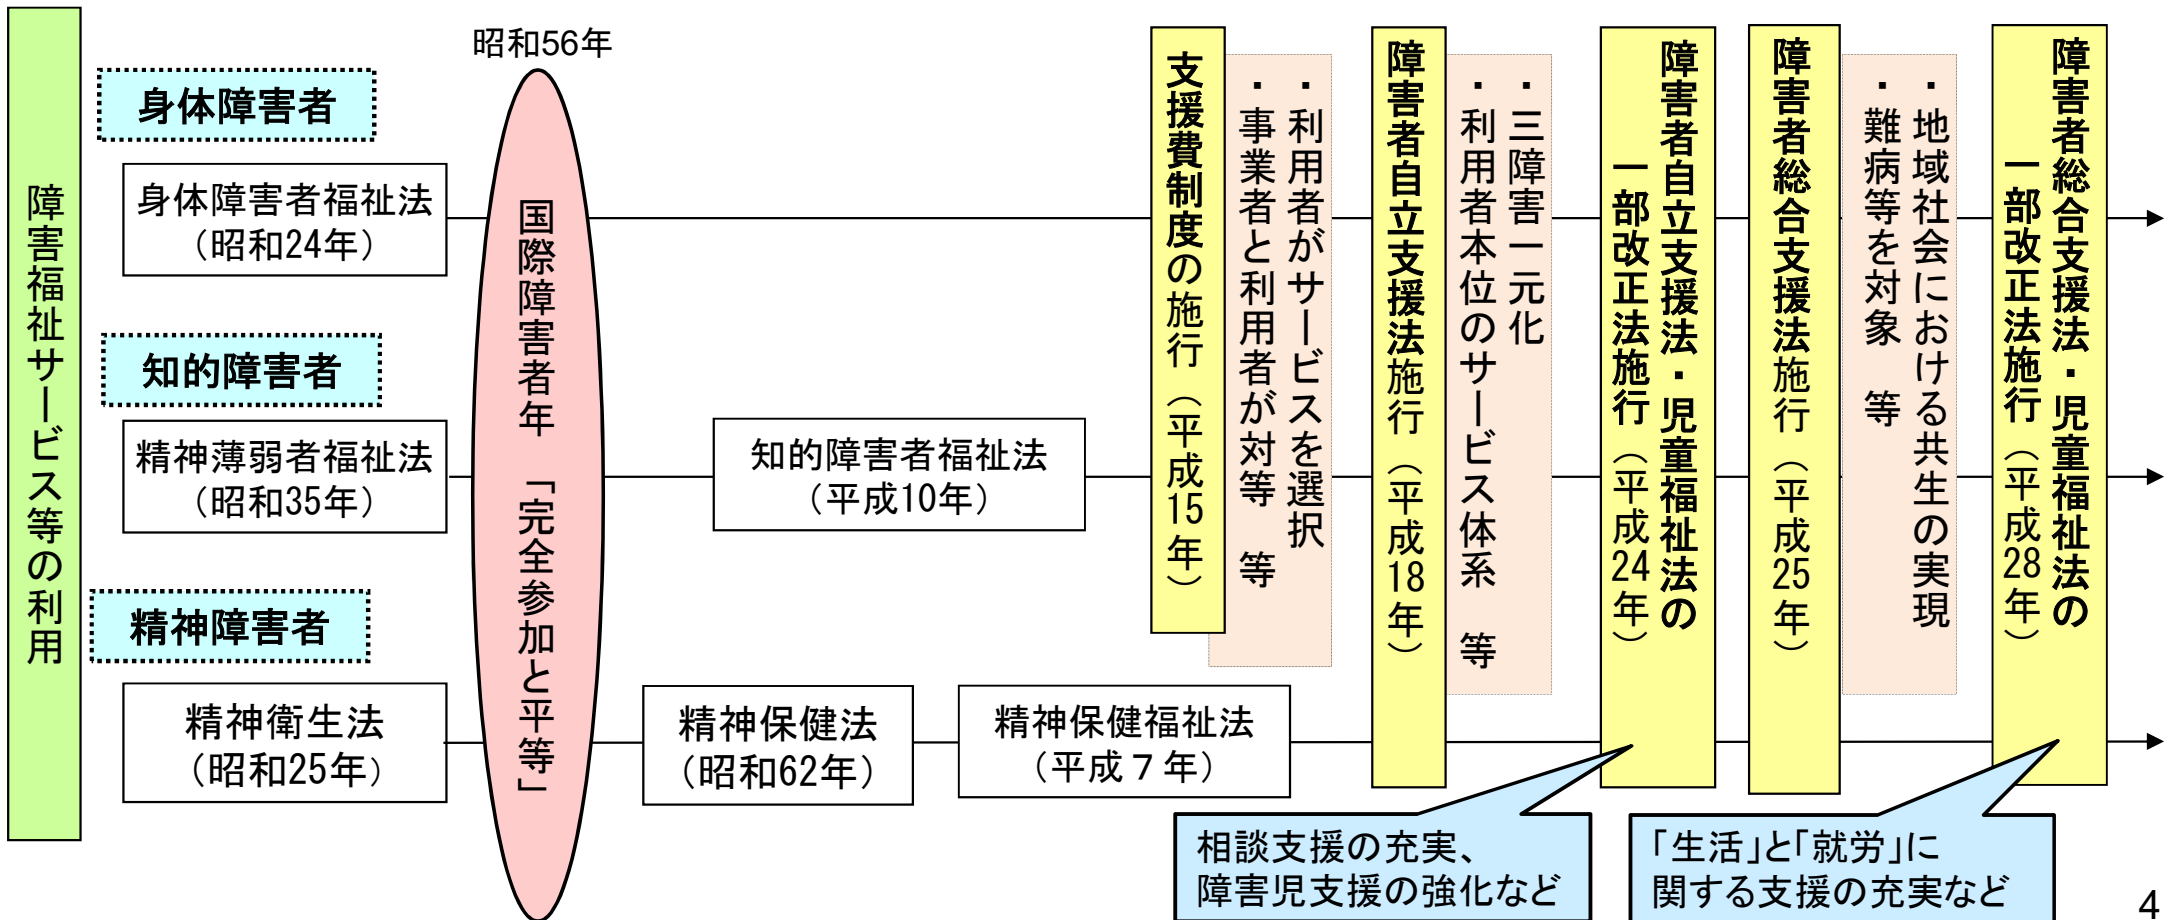 障害福祉サービス等の利用
昭和56年
身体障害者
身体障害者福祉法
（昭和24年）
知的障害者
精神薄弱者福祉法
（昭和35年）
精神障害者
精神衛生法
（昭和25年）
国際障害者年　「完全参加と平等」
知的障害者福祉法
（平成10年）
精神保健法
（昭和62年）
精神保健福祉法
（平成７年）
支援費制度の施行（平成15年）
・利用者がサービスを選択
・事業者と利用者が対等　等
障害者自立支援法施行（平成18年）
・三障害一元化
・利用者本位のサービス体系　等
障害者自立支援法・児童福祉法の
一部改正法施行（平成24年）
相談支援の充実、
障害児支援の強化など
障害者総合支援法施行（平成25年）
・地域社会における共生の実現
・難病等を対象　等
障害者総合支援法・児童福祉法の
一部改正法施行（平成28年）
「生活」と「就労」に
関する支援の充実など
4